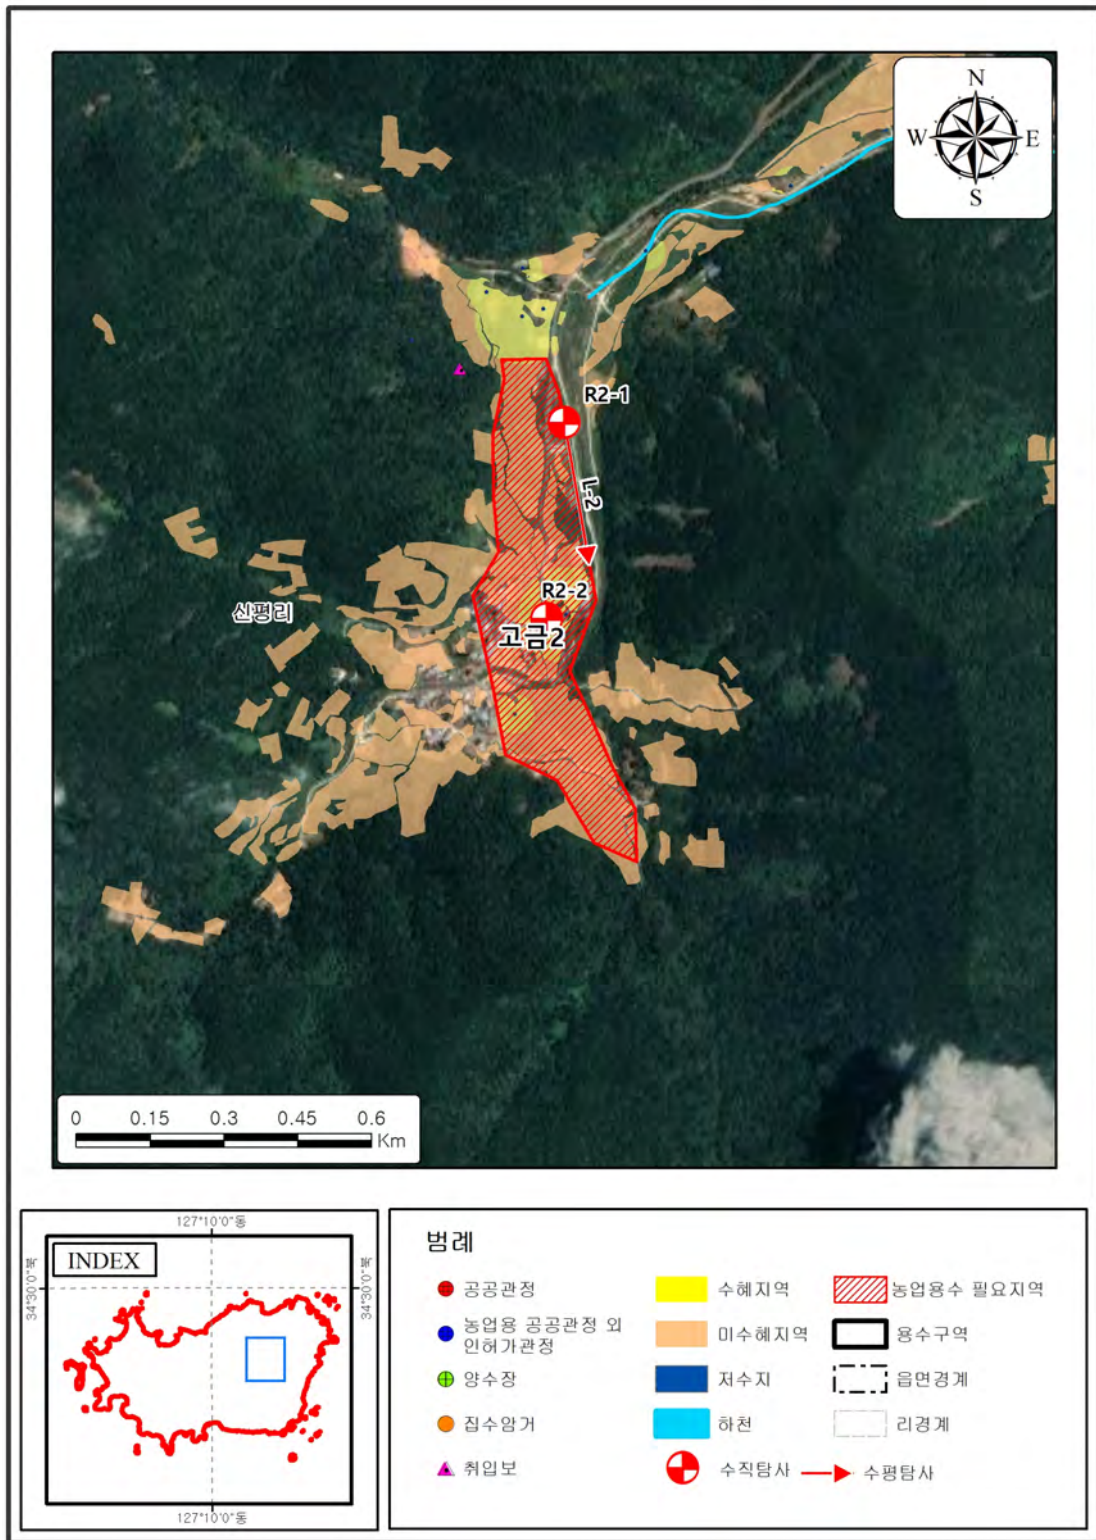 N
W E
S
R2-1
L-2
R2-2
신평리
고금2
0 0.15 0.3 0.45 0.6
Km
127°10'0"동
INDEX
34°30'0"북
34°30'0"북
127°10'0"동
범례
공공관정
농업용 공공관정 외
인허가관정
양수장
집수암거
취입보
수혜지역
미수혜지역
저수지
하천
수직탐사
수평탐사
농업용수 필요지역
용수구역
읍면경계
리경계